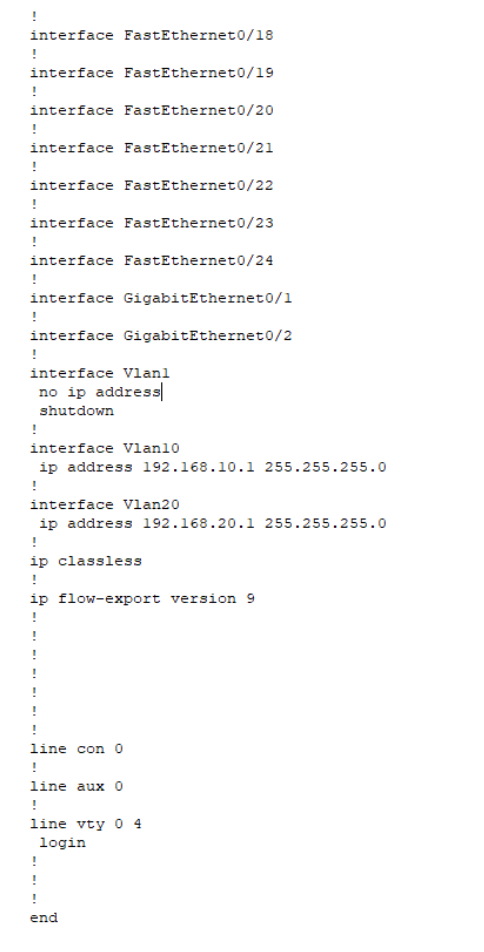 !
interface FastEthernet0/18
!
interface FastEthernet0/19
!
interface FastEthernet0/20
!
interface FastEthernet0/21
!
interface FastEthernet0/22
!
interface FastEthernet0/23
!
interface FastEthernet0/24
!
interface GigabitEthernet0/1
!
interface GigabitEthernet0/2
!
interface Vlan1
 no ip address
 shutdown
!
interface Vlan10
 ip address 192.168.10.1 255.255.255.0
!
interface Vlan20
 ip address 192.168.20.1 255.255.255.0
!
ip classless
!
ip flow-export version 9
!
!
!
!
!
!
!
line con 0
!
line aux 0
!
line vty 0 4
 login
!
!
!
end